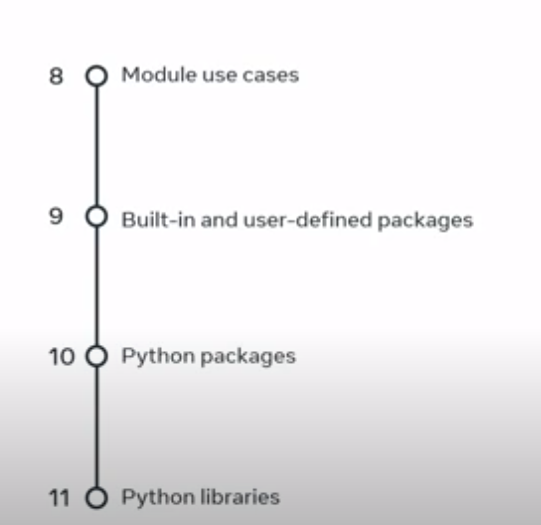 8 Module use cases
9 Built-in and user-defined packages
10 Python packages
11 Python libraries